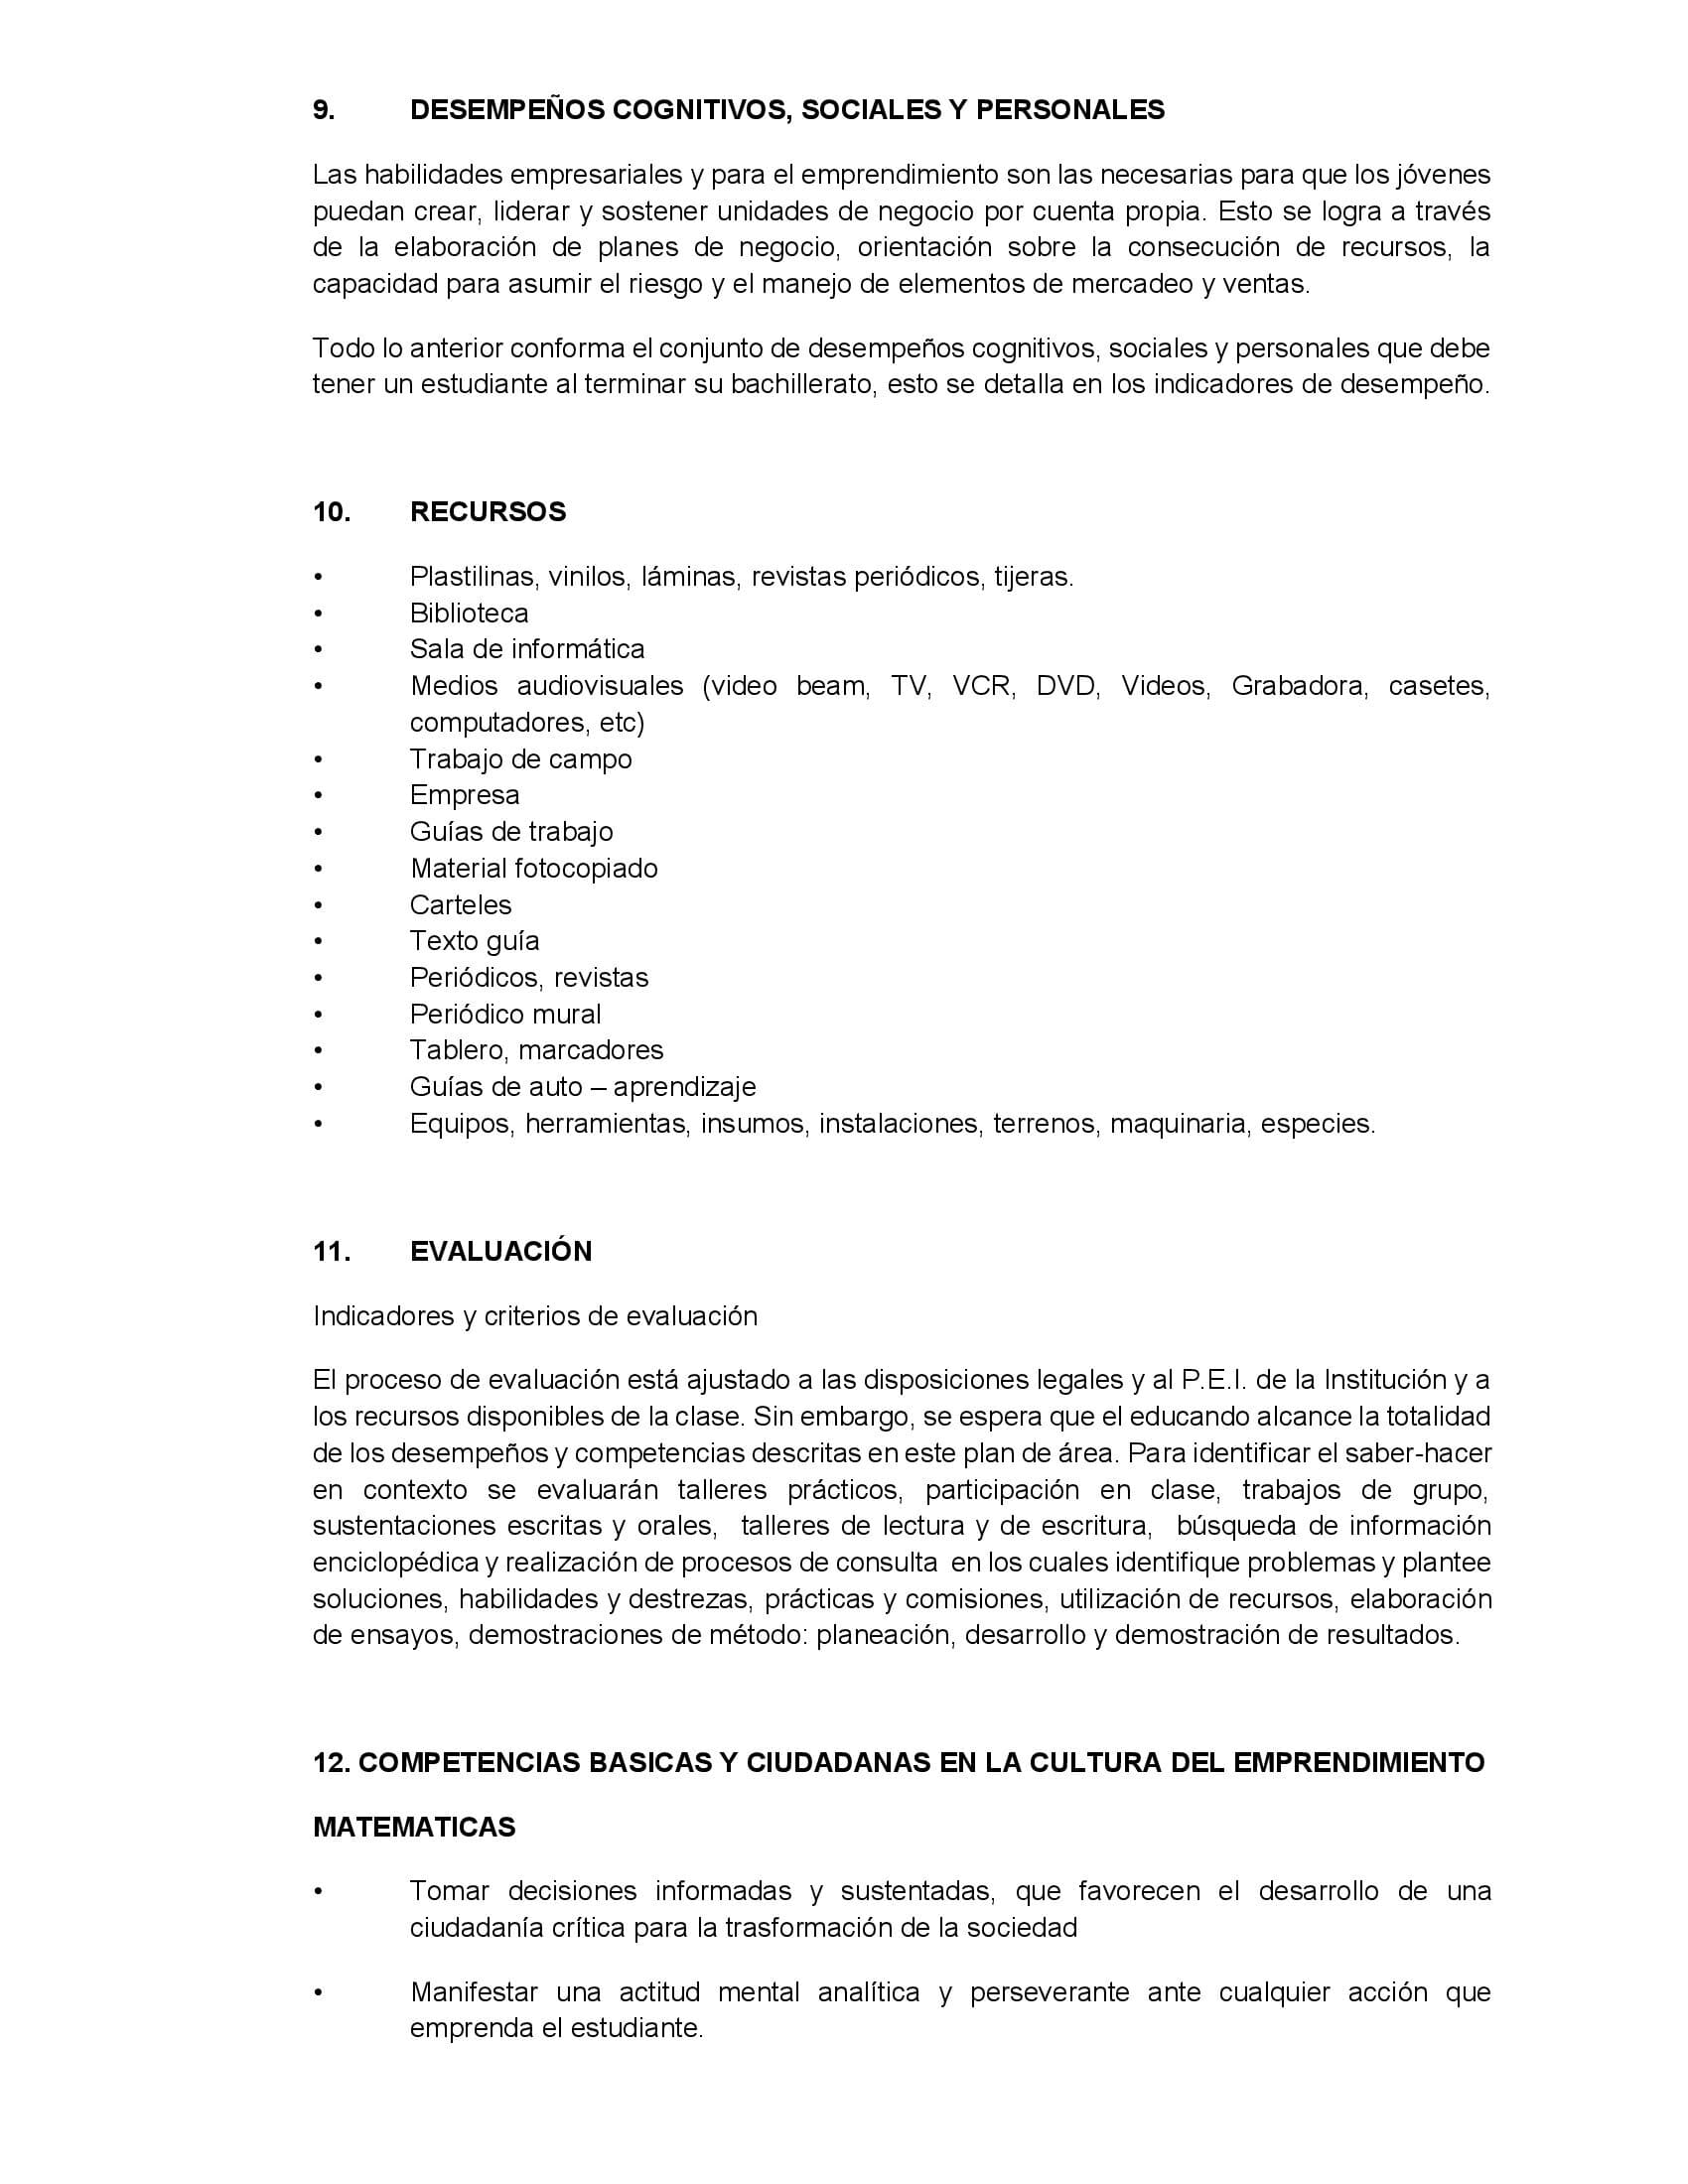 9. DESEMPEÑOS COGNITIVOS, SOCIALES Y PERSONALES
Las habilidades empresariales y para el emprendimiento son las necesarias para que los jóvenes
puedan crear, liderar y sostener unidades de negocio por cuenta propia. Esto se logra a través
de la elaboración de planes de negocio, orientación sobre la consecución de recursos, la
capacidad para asumir el riesgo y el manejo de elementos de mercadeo y ventas.
Todo lo anterior conforma el conjunto de desempeños cognitivos, sociales y personales que debe
tener un estudiante al terminar su bachillerato, esto se detalla en los indicadores de desempeño.
10. RECURSOS
• Plastilinas, vinilos, láminas, revistas periódicos, tijeras.
• Biblioteca
• Sala de informática
• Medios audiovisuales (video beam, TV, VCR, DVD, Videos, Grabadora, casetes,
computadores, etc)
• Trabajo de campo
• Empresa
• Guías de trabajo
• Material fotocopiado
• Carteles
• Texto guía
• Periódicos, revistas
• Periódico mural
• Tablero, marcadores
• Guías de auto – aprendizaje
• Equipos, herramientas, insumos, instalaciones, terrenos, maquinaria, especies.
11. EVALUACIÓN
Indicadores y criterios de evaluación
El proceso de evaluación está ajustado a las disposiciones legales y al P.E.I. de la Institución y a
los recursos disponibles de la clase. Sin embargo, se espera que el educando alcance la totalidad
de los desempeños y competencias descritas en este plan de área. Para identificar el saber-hacer
en contexto se evaluarán talleres prácticos, participación en clase, trabajos de grupo,
sustentaciones escritas y orales, talleres de lectura y de escritura, búsqueda de información
enciclopédica y realización de procesos de consulta en los cuales identifique problemas y plantee
soluciones, habilidades y destrezas, prácticas y comisiones, utilización de recursos, elaboración
de ensayos, demostraciones de método: planeación, desarrollo y demostración de resultados.
12. COMPETENCIAS BASICAS Y CIUDADANAS EN LA CULTURA DEL EMPRENDIMIENTO
MATEMATICAS
• Tomar decisiones informadas y sustentadas, que favorecen el desarrollo de una
ciudadanía crítica para la trasformación de la sociedad
• Manifestar una actitud mental analítica y perseverante ante cualquier acción que
emprenda el estudiante.